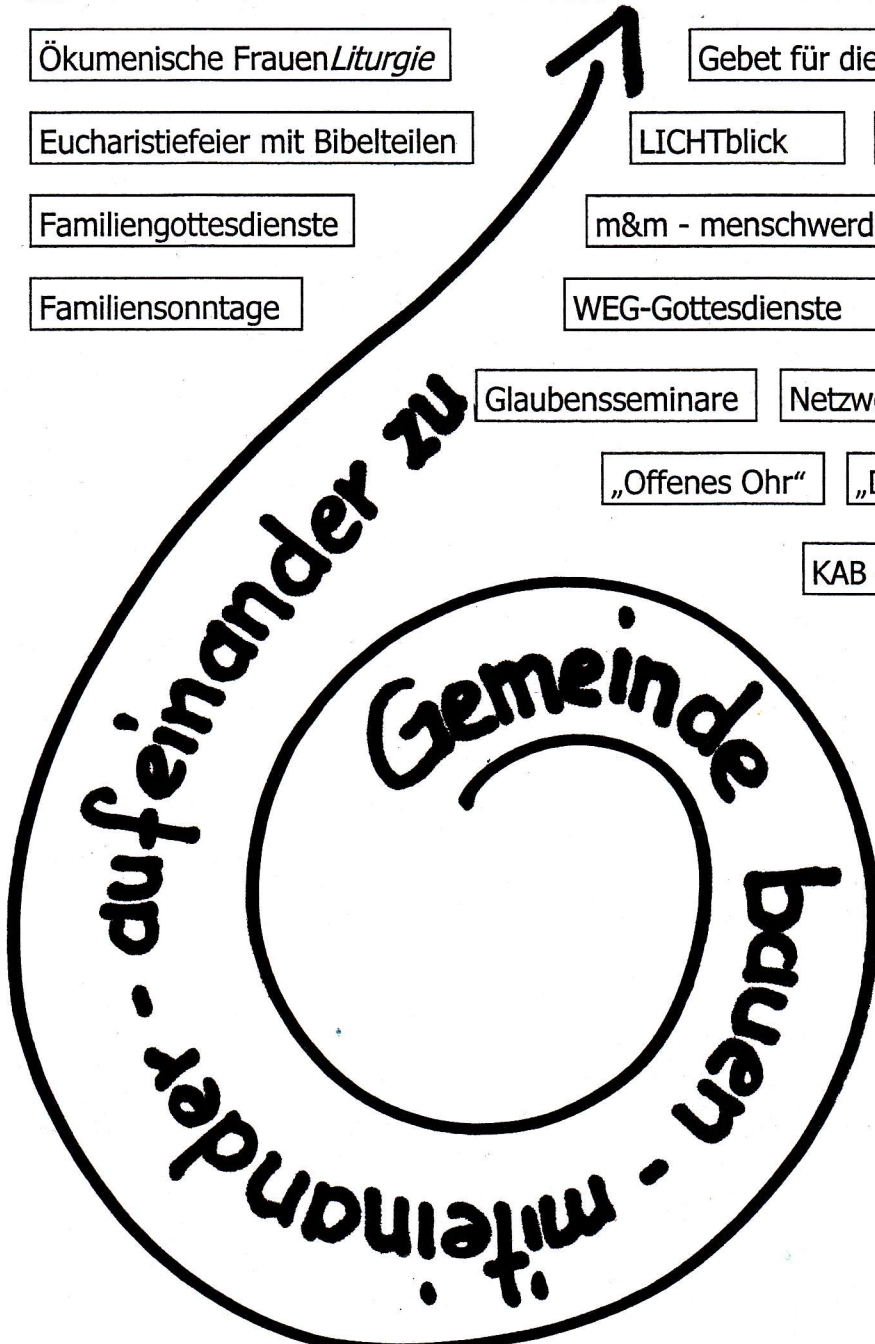 Ökumenische FrauenLiturgie
Gebet für die
Eucharistiefeier mit Bibelteilen
LICHTblick
Familiengottesdienste
m&m - menschwerd
Familiensonntage
WEG-Gottesdienste
Glaubensseminare
Netzw
„Offenes Ohr“
„D
KAB
Gemeinde bauen - miteinander - aufeinander zu